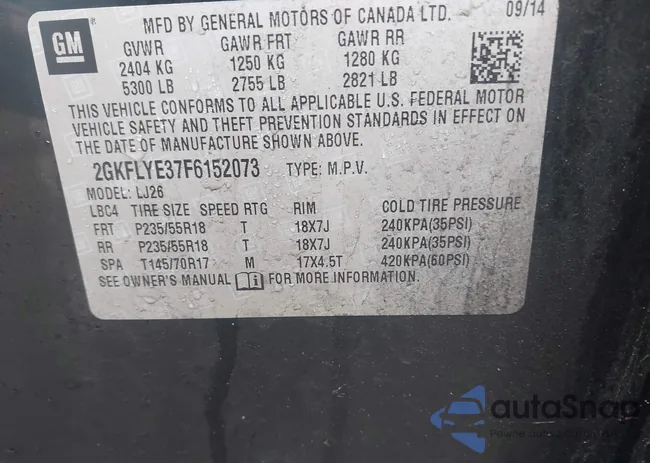 GM
MFD BY GENERAL MOTORS OF CANADA LTD. 09/14
GVWR GAWR FRT GAWR RR
2404 KG 1250 KG 1280 KG
5300 LB 2755 LB 2821 LB
THIS VEHICLE CONFORMS TO ALL APPLICABLE U.S. FEDERAL MOTOR
VEHICLE SAFETY AND THEFT PREVENTION STANDARDS IN EFFECT ON
THE DATE OF MANUFACTURE SHOWN ABOVE.
2GKFLYE37F6152073 TYPE: M.P.V.
MODEL: LJ26
LBC4 TIRE SIZE SPEED RTG RIM COLD TIRE PRESSURE
FRT P235/55R18 T 18X7J 240KPA(35PSI)
RR P235/55R18 T 18X7J 240KPA(35PSI)
SPA T145/70R17 M 17X4.5T 420KPA(60PSI)
SEE OWNER'S MANUAL FOR MORE INFORMATION.
autoSnap